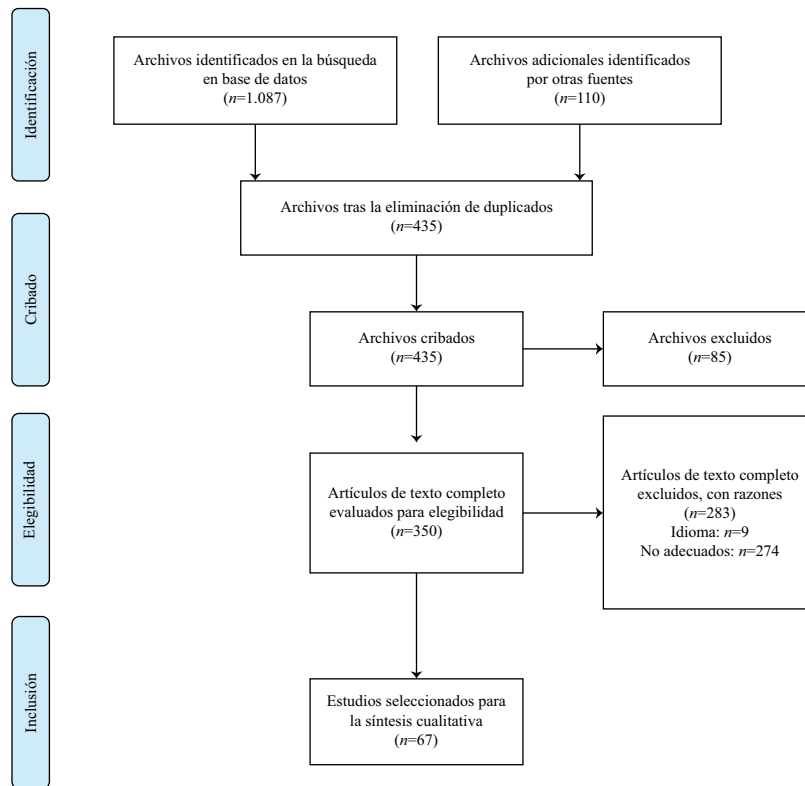 Identificación
Archivos identificados en la búsqueda
en base de datos
(n=1.087)
Archivos adicionales identificados
por otras fuentes
(n=110)
Archivos tras la eliminación de duplicados
(n=435)
Cribado
Archivos cribados
(n=435)
Archivos excluidos
(n=85)
Elegibilidad
Artículos de texto completo
evaluados para elegibilidad
(n=350)
Artículos de texto completo
excluidos, con razones
(n=283)
Idioma: n=9
No adecuados: n=274
Inclusión
Estudios seleccionados para
la síntesis cualitativa
(n=67)